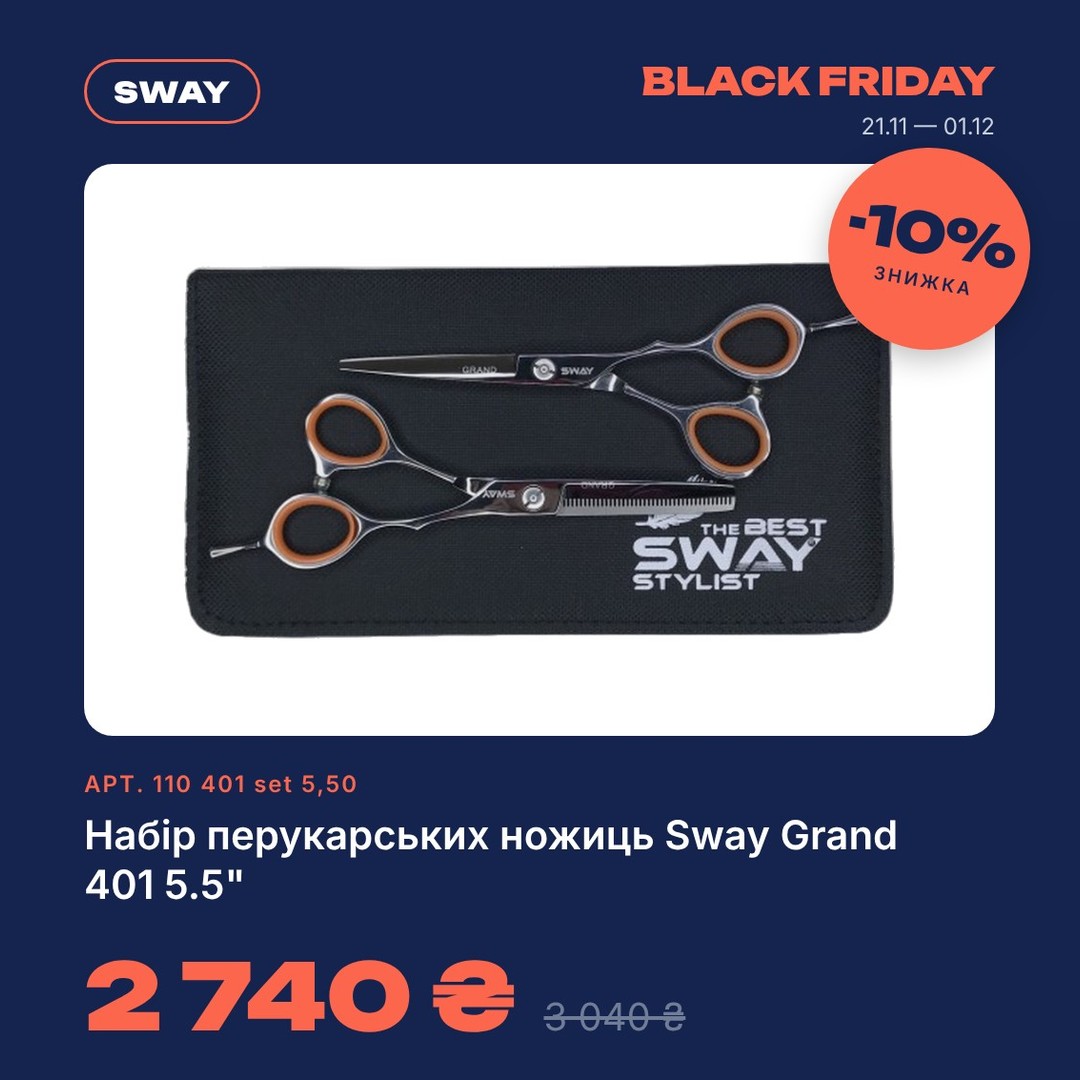 SWAY
BLACK FRIDAY
21.11 — 01.12
-10%
ЗНИЖКА
GRAND SWAY
SWAY GRAND
THE BEST
SWAY
STYLIST
АРТ. 110 401 set 5,50
Набір перукарських ножиць Sway Grand
401 5.5"
2 740 ₴ 3 040 ₴